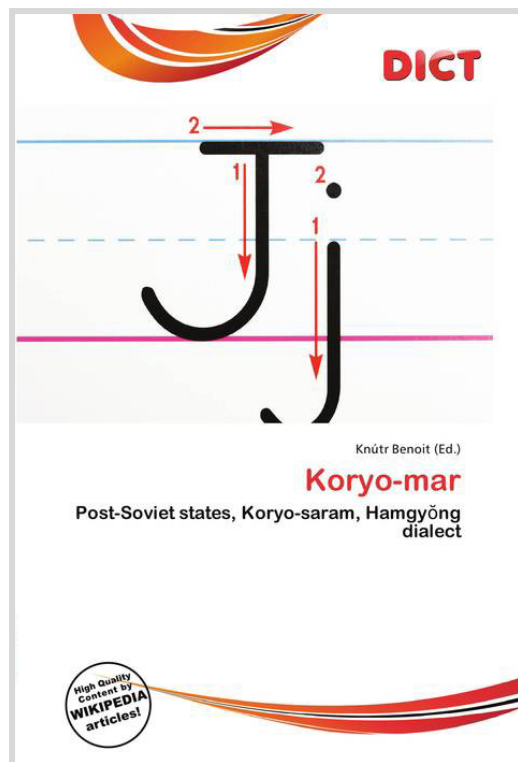 DICT
2
J j
1
2
1
Knútr Benoit (Ed.)
Koryo-mar
Post-Soviet states, Koryo-saram, Hamgyŏng
dialect
High Quality
Content by
WIKIPEDIA
articles!